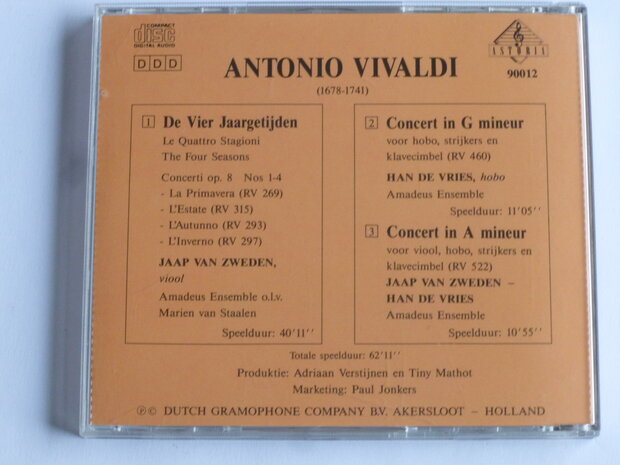 COMPACT
disc
DIGITAL AUDIO
DDD
ASTORIA
90012
ANTONIO VIVALDI
(1678-1741)
1 De Vier Jaargetijden
Le Quattro Stagioni
The Four Seasons
Concerti op. 8 Nos 1-4
- La Primavera (RV 269)
- L'Estate (RV 315)
- L'Autunno (RV 293)
- L'Inverno (RV 297)
JAAP VAN ZWEDEN,
viool
Amadeus Ensemble o.l.v.
Marien van Staalen
Speelduur: 40'11''
2 Concert in G mineur
voor hobo, strijkers en
klavecimbel (RV 460)
HAN DE VRIES, hobo
Amadeus Ensemble
Speelduur: 11'05''
3 Concert in A mineur
voor viool, hobo, strijkers en
klavecimbel (RV 522)
JAAP VAN ZWEDEN –
HAN DE VRIES
Amadeus Ensemble
Speelduur: 10'55''
Totale speelduur: 62'11''
Produktie: Adriaan Verstijnen en Tiny Mathot
Marketing: Paul Jonkers
℗© DUTCH GRAMOPHONE COMPANY B.V. AKERSLOOT – HOLLAND